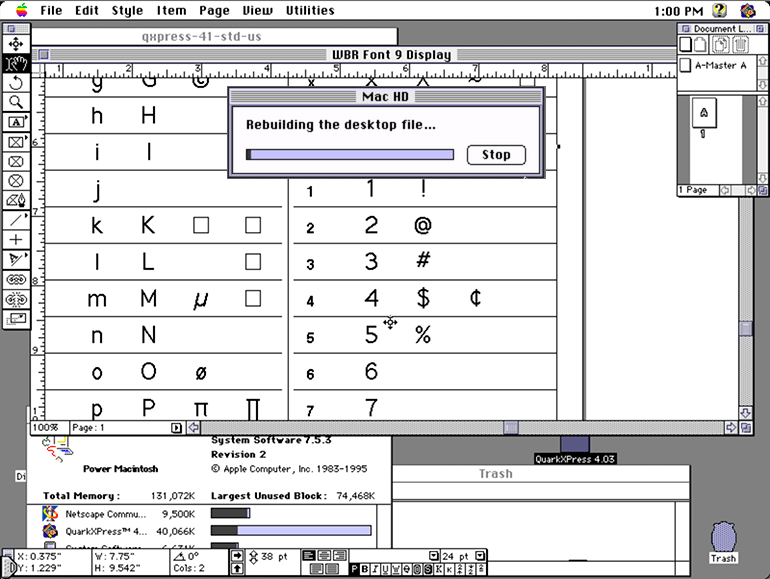 File Edit Style Item Page View Utilities 1:00 PM
qxpress-41-std-us
WBR Font 9 Display
Document L...
A-Master A
A
1
1 Page
Mac HD
Rebuilding the desktop file...
Stop
g G ©
h H
i I
j 1 1 !
k K □ □ 2 2 @
l L □ 3 3 #
m M µ □ 4 4 $ ¢
n N 5 5 %
o O ø 6 6
p P π ∏ 7 7
100% Page: 1
System Software 7.5.3
Revision 2
Power Macintosh © Apple Computer, Inc. 1983-1995
Total Memory : 131,072K Largest Unused Block : 74,468K
Netscape Commu... 9,500K
QuarkXPress™ 4... 40,066K
System Software
QuarkXPress 4.03
Trash
Trash
Di
X: 0.375" W: 7.75" 0° 38 pt 24 pt
Y: 1.229" H: 9.542" Cols: 2 P B I U W O S K K